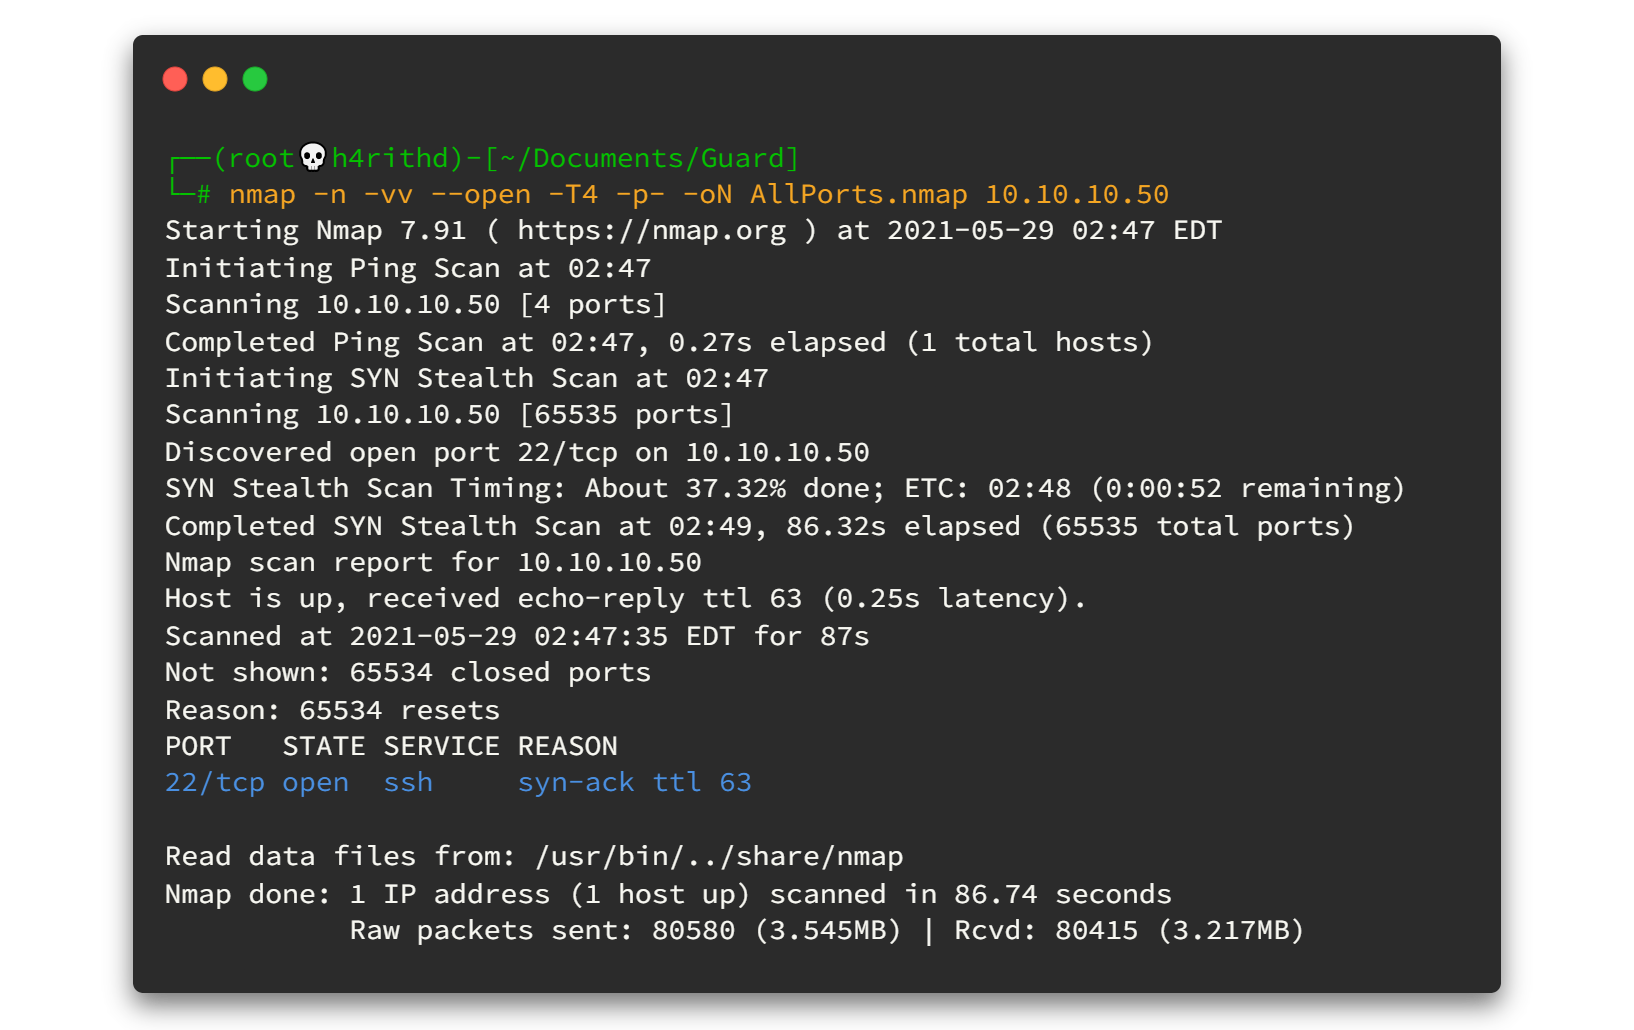 ┌──(root💀h4rithd)-[~/Documents/Guard]
└─# nmap -n -vv --open -T4 -p- -oN AllPorts.nmap 10.10.10.50
Starting Nmap 7.91 ( https://nmap.org ) at 2021-05-29 02:47 EDT
Initiating Ping Scan at 02:47
Scanning 10.10.10.50 [4 ports]
Completed Ping Scan at 02:47, 0.27s elapsed (1 total hosts)
Initiating SYN Stealth Scan at 02:47
Scanning 10.10.10.50 [65535 ports]
Discovered open port 22/tcp on 10.10.10.50
SYN Stealth Scan Timing: About 37.32% done; ETC: 02:48 (0:00:52 remaining)
Completed SYN Stealth Scan at 02:49, 86.32s elapsed (65535 total ports)
Nmap scan report for 10.10.10.50
Host is up, received echo-reply ttl 63 (0.25s latency).
Scanned at 2021-05-29 02:47:35 EDT for 87s
Not shown: 65534 closed ports
Reason: 65534 resets
PORT   STATE SERVICE REASON
22/tcp open  ssh     syn-ack ttl 63
Read data files from: /usr/bin/../share/nmap
Nmap done: 1 IP address (1 host up) scanned in 86.74 seconds
           Raw packets sent: 80580 (3.545MB) | Rcvd: 80415 (3.217MB)